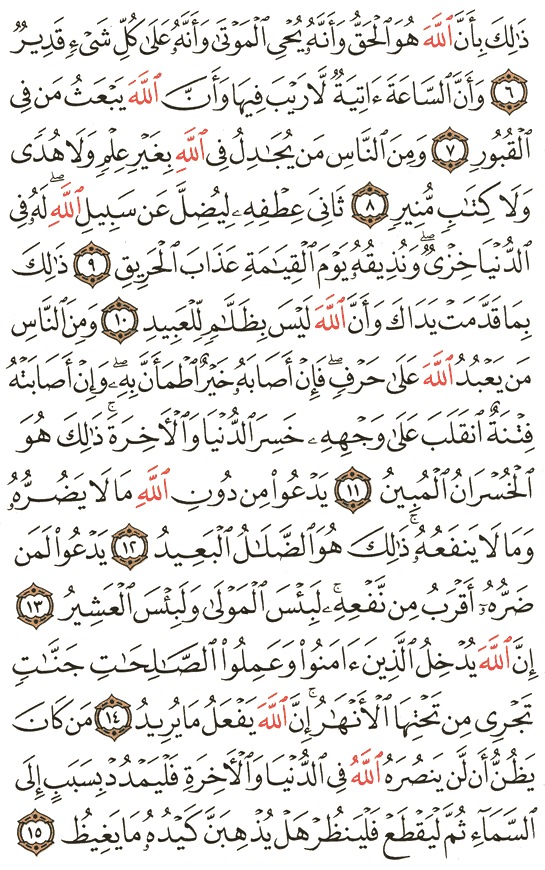 ذَٰلِكَ بِأَنَّ ٱللَّهَ هُوَ ٱلْحَقُّ وَأَنَّهُۥ يُحْىِ ٱلْمَوْتَىٰ وَأَنَّهُۥ عَلَىٰ كُلِّ شَىْءٍ قَدِيرٌ
٦ وَأَنَّ ٱلسَّاعَةَ ءَاتِيَةٌ لَّا رَيْبَ فِيهَا وَأَنَّ ٱللَّهَ يَبْعَثُ مَن فِى
ٱلْقُبُورِ ٧ وَمِنَ ٱلنَّاسِ مَن يُجَـٰدِلُ فِى ٱللَّهِ بِغَيْرِ عِلْمٍ وَلَا هُدًى
وَلَا كِتَـٰبٍ مُّنِيرٍ ٨ ثَانِىَ عِطْفِهِۦ لِيُضِلَّ عَن سَبِيلِ ٱللَّهِ ۖ لَهُۥ فِى
ٱلدُّنْيَا خِزْىٌ ۖ وَنُذِيقُهُۥ يَوْمَ ٱلْقِيَـٰمَةِ عَذَابَ ٱلْحَرِيقِ ٩ ذَٰلِكَ
بِمَا قَدَّمَتْ يَدَاكَ وَأَنَّ ٱللَّهَ لَيْسَ بِظَلَّـٰمٍ لِّلْعَبِيدِ ١٠ وَمِنَ ٱلنَّاسِ
مَن يَعْبُدُ ٱللَّهَ عَلَىٰ حَرْفٍ ۖ فَإِنْ أَصَابَهُۥ خَيْرٌ ٱطْمَأَنَّ بِهِۦ ۖ وَإِنْ أَصَابَتْهُ
فِتْنَةٌ ٱنقَلَبَ عَلَىٰ وَجْهِهِۦ خَسِرَ ٱلدُّنْيَا وَٱلْـَٔاخِرَةَ ۚ ذَٰلِكَ هُوَ
ٱلْخُسْرَانُ ٱلْمُبِينُ ١١ يَدْعُوا۟ مِن دُونِ ٱللَّهِ مَا لَا يَضُرُّهُۥ
وَمَا لَا يَنفَعُهُۥ ۚ ذَٰلِكَ هُوَ ٱلضَّلَـٰلُ ٱلْبَعِيدُ ١٢ يَدْعُوا۟ لَمَن
ضَرُّهُۥٓ أَقْرَبُ مِن نَّفْعِهِۦ ۚ لَبِئْسَ ٱلْمَوْلَىٰ وَلَبِئْسَ ٱلْعَشِيرُ ١٣
إِنَّ ٱللَّهَ يُدْخِلُ ٱلَّذِينَ ءَامَنُوا۟ وَعَمِلُوا۟ ٱلصَّـٰلِحَـٰتِ جَنَّـٰتٍ
تَجْرِى مِن تَحْتِهَا ٱلْأَنْهَـٰرُ ۚ إِنَّ ٱللَّهَ يَفْعَلُ مَا يُرِيدُ ١٤ مَن كَانَ
يَظُنُّ أَن لَّن يَنصُرَهُ ٱللَّهُ فِى ٱلدُّنْيَا وَٱلْـَٔاخِرَةِ فَلْيَمْدُدْ بِسَبَبٍ إِلَى
ٱلسَّمَآءِ ثُمَّ لْيَقْطَعْ فَلْيَنظُرْ هَلْ يُذْهِبَنَّ كَيْدُهُۥ مَا يَغِيظُ ١٥